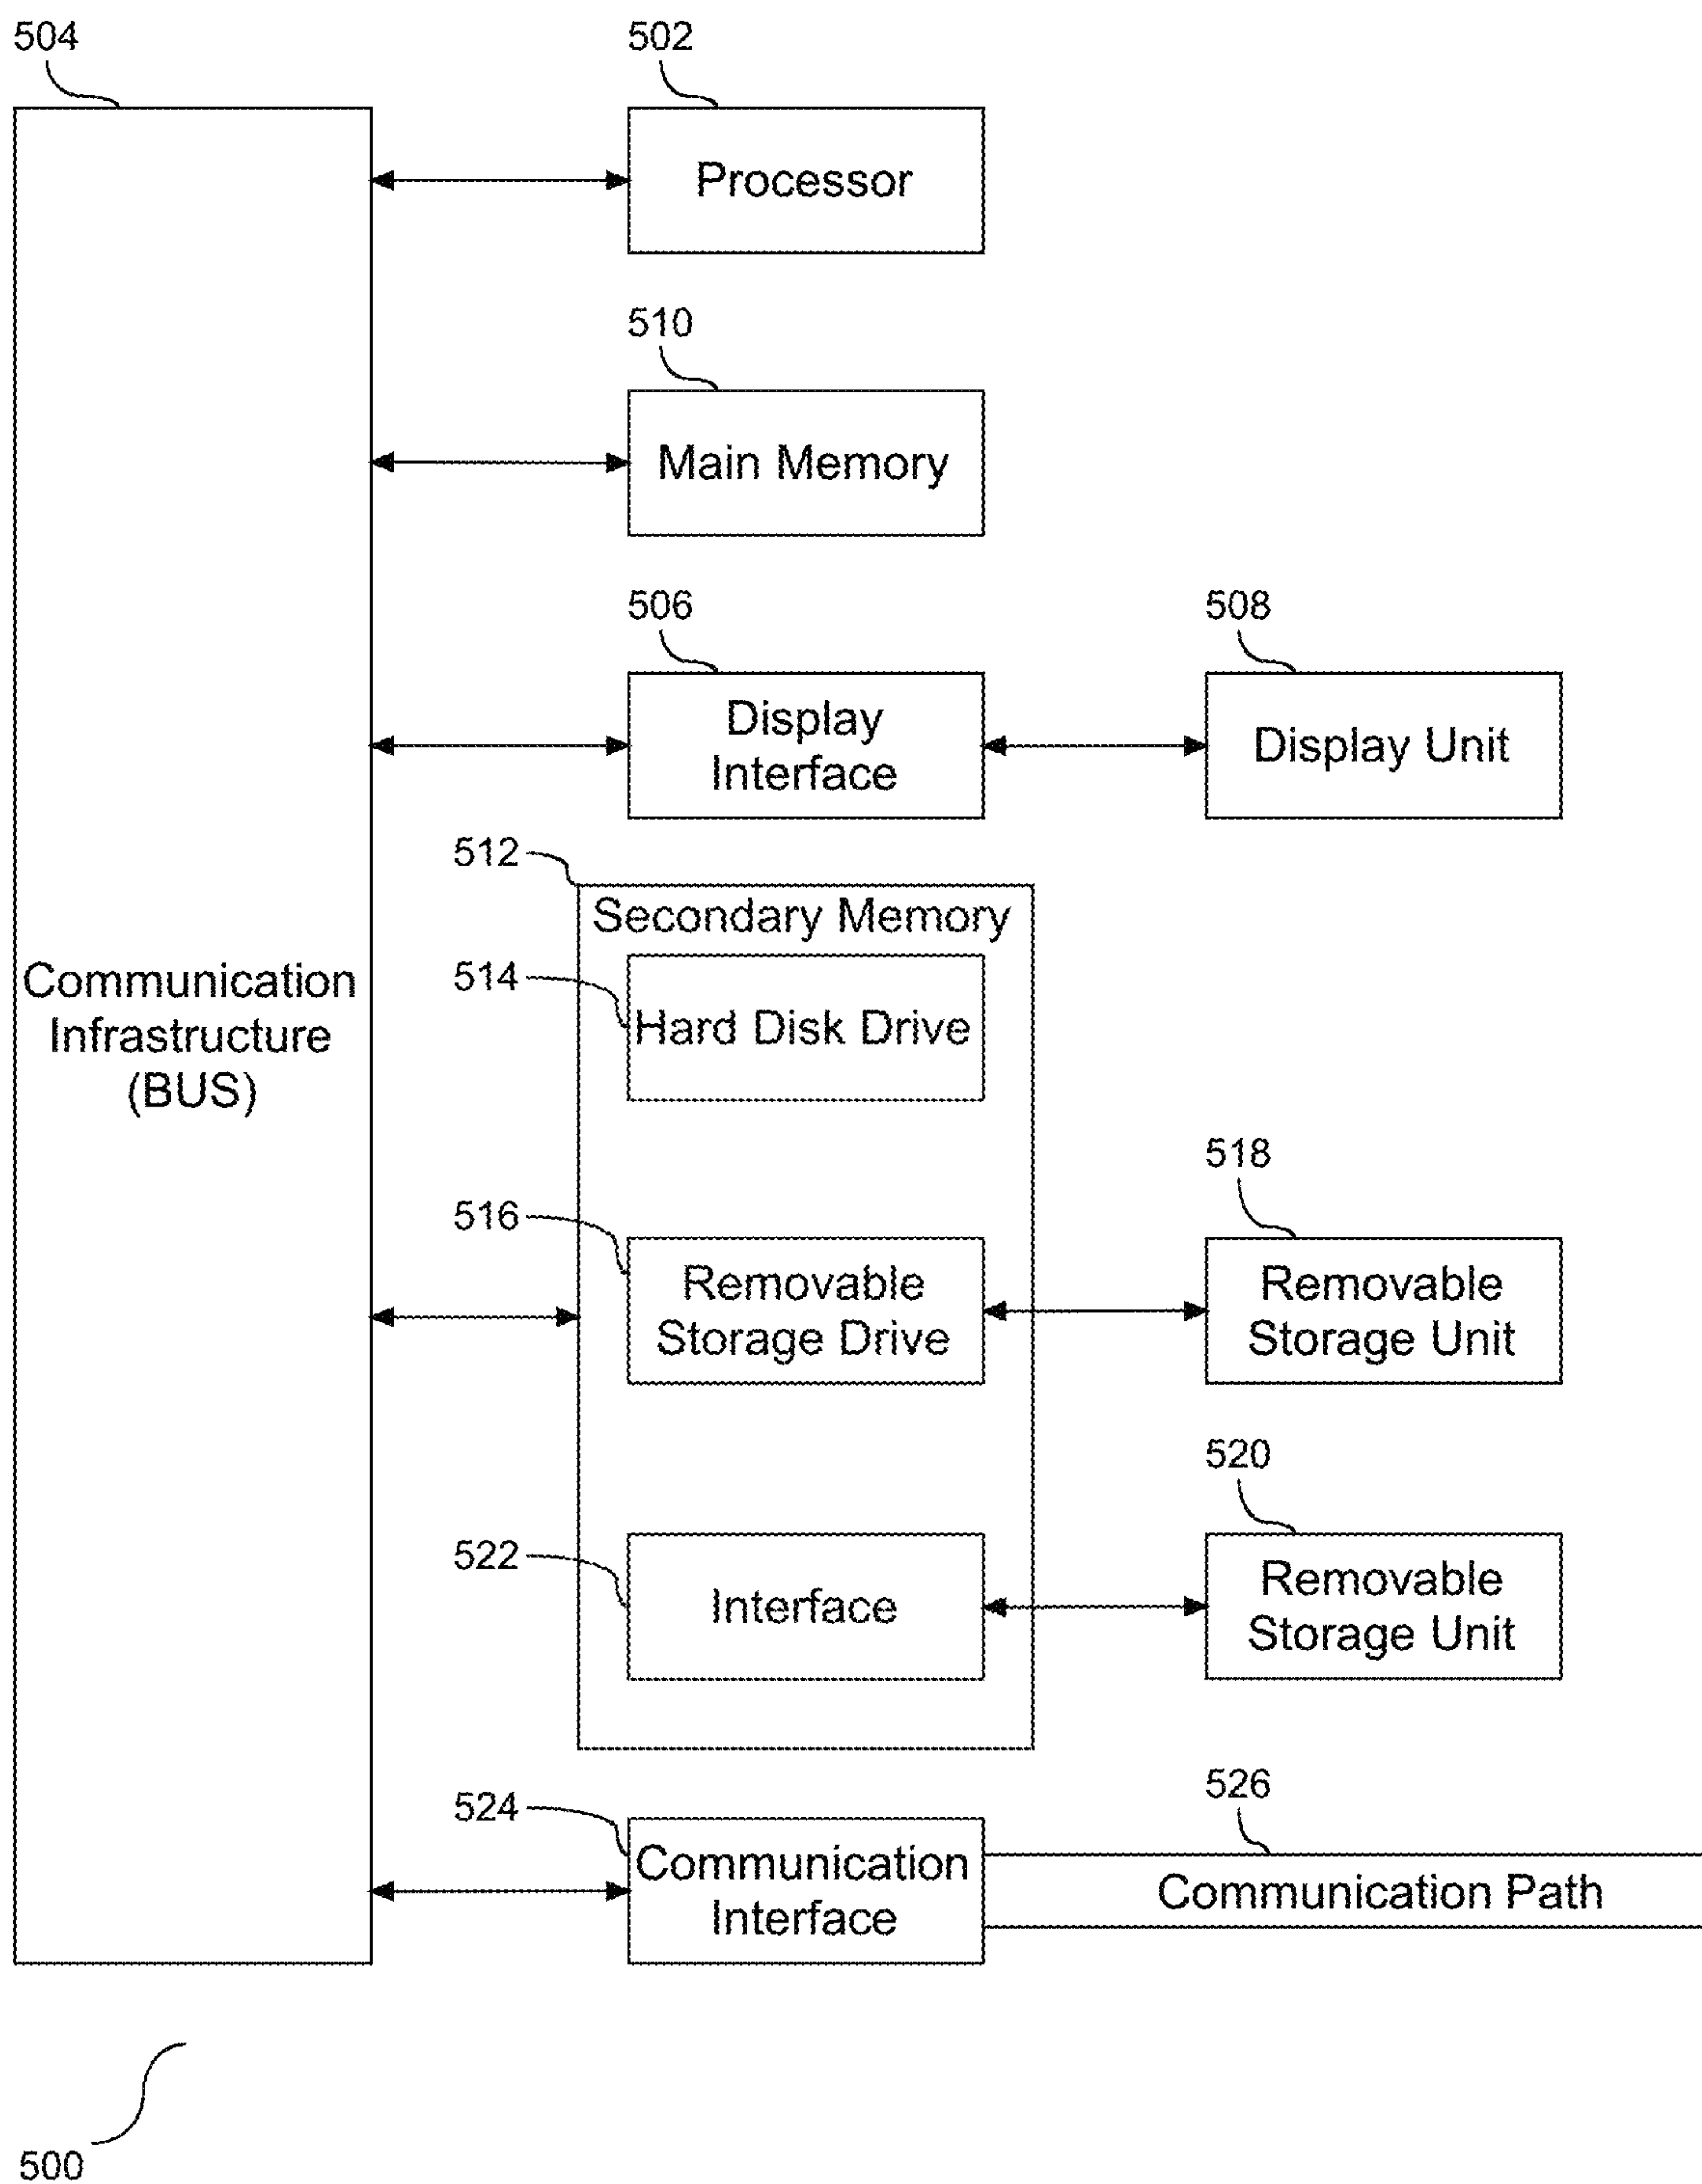 504
502
Processor
510
Main Memory
506
508
Display
Interface
Display Unit
512
Secondary Memory
514
Hard Disk Drive
Communication
Infrastructure
(BUS)
516
518
Removable
Storage Drive
Removable
Storage Unit
520
522
Interface
Removable
Storage Unit
524
526
Communication
Interface
Communication Path
500